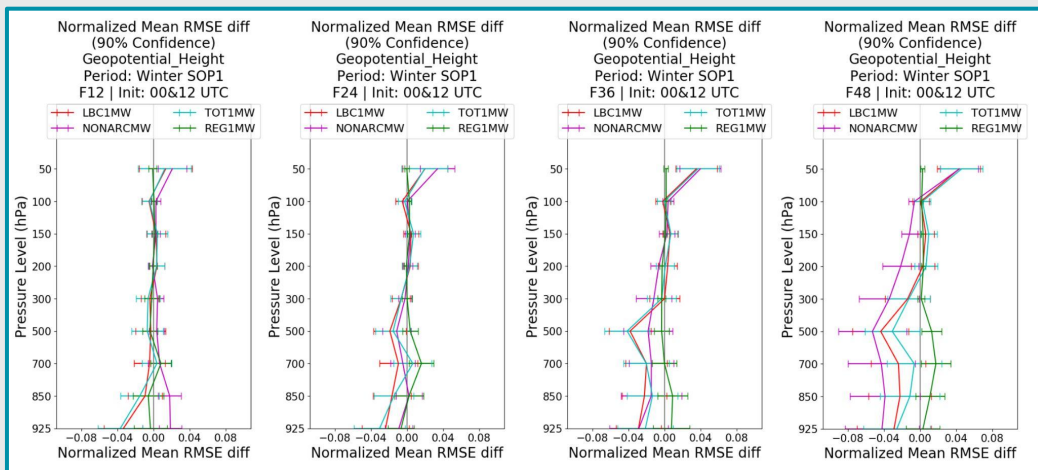 Normalized Mean RMSE diff
(90% Confidence)
Geopotential_Height
Period: Winter SOP1
F12 | Init: 00&12 UTC
LBC1MW TOT1MW
NONARCMW REG1MW
Pressure Level (hPa)
50
100
150
200
300
500
700
850
925
−0.08 −0.04 0.00 0.04 0.08
Normalized Mean RMSE diff
Normalized Mean RMSE diff
(90% Confidence)
Geopotential_Height
Period: Winter SOP1
F24 | Init: 00&12 UTC
LBC1MW TOT1MW
NONARCMW REG1MW
Pressure Level (hPa)
50
100
150
200
300
500
700
850
925
−0.08 −0.04 0.00 0.04 0.08
Normalized Mean RMSE diff
Normalized Mean RMSE diff
(90% Confidence)
Geopotential_Height
Period: Winter SOP1
F36 | Init: 00&12 UTC
LBC1MW TOT1MW
NONARCMW REG1MW
Pressure Level (hPa)
50
100
150
200
300
500
700
850
925
−0.08 −0.04 0.00 0.04 0.08
Normalized Mean RMSE diff
Normalized Mean RMSE diff
(90% Confidence)
Geopotential_Height
Period: Winter SOP1
F48 | Init: 00&12 UTC
LBC1MW TOT1MW
NONARCMW REG1MW
Pressure Level (hPa)
50
100
150
200
300
500
700
850
925
−0.08 −0.04 0.00 0.04 0.08
Normalized Mean RMSE diff